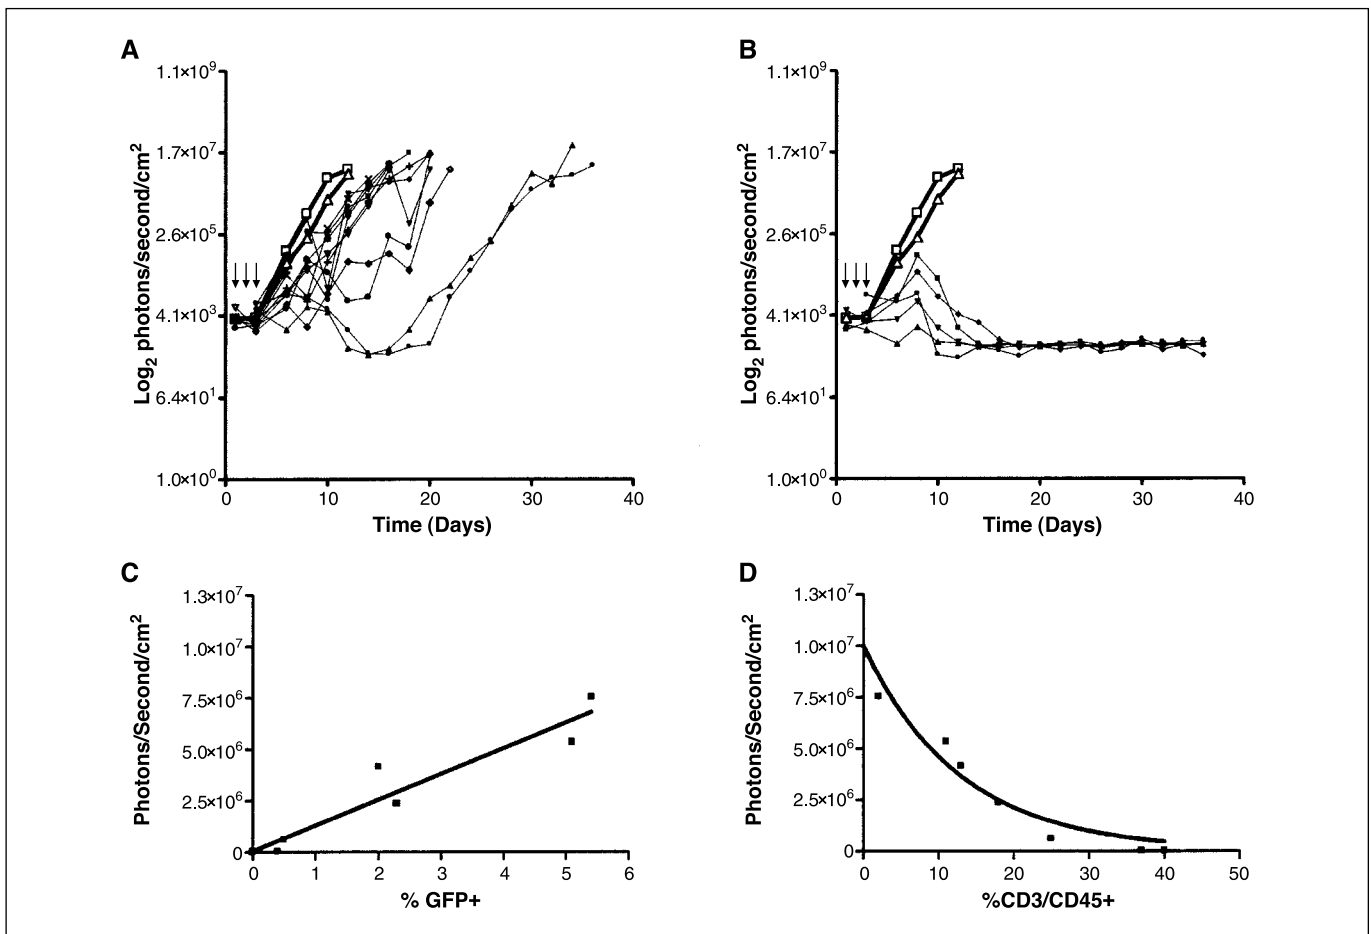 A
B
Log2 photons/second/cm²
1.1×10⁹
1.7×10⁷
2.6×10⁵
4.1×10³
6.4×10¹
1.0×10⁰
0 10 20 30 40
Time (Days)
Log2 photons/second/cm²
1.1×10⁹
1.7×10⁷
2.6×10⁵
4.1×10³
6.4×10¹
1.0×10⁰
0 10 20 30 40
Time (Days)
C
D
Photons/Second/cm²
1.3×10⁷
1.0×10⁷
7.5×10⁶
5.0×10⁶
2.5×10⁶
0
0 1 2 3 4 5 6
% GFP+
Photons/Second/cm²
1.3×10⁷
1.0×10⁷
7.5×10⁶
5.0×10⁶
2.5×10⁶
0
0 10 20 30 40 50
%CD3/CD45+